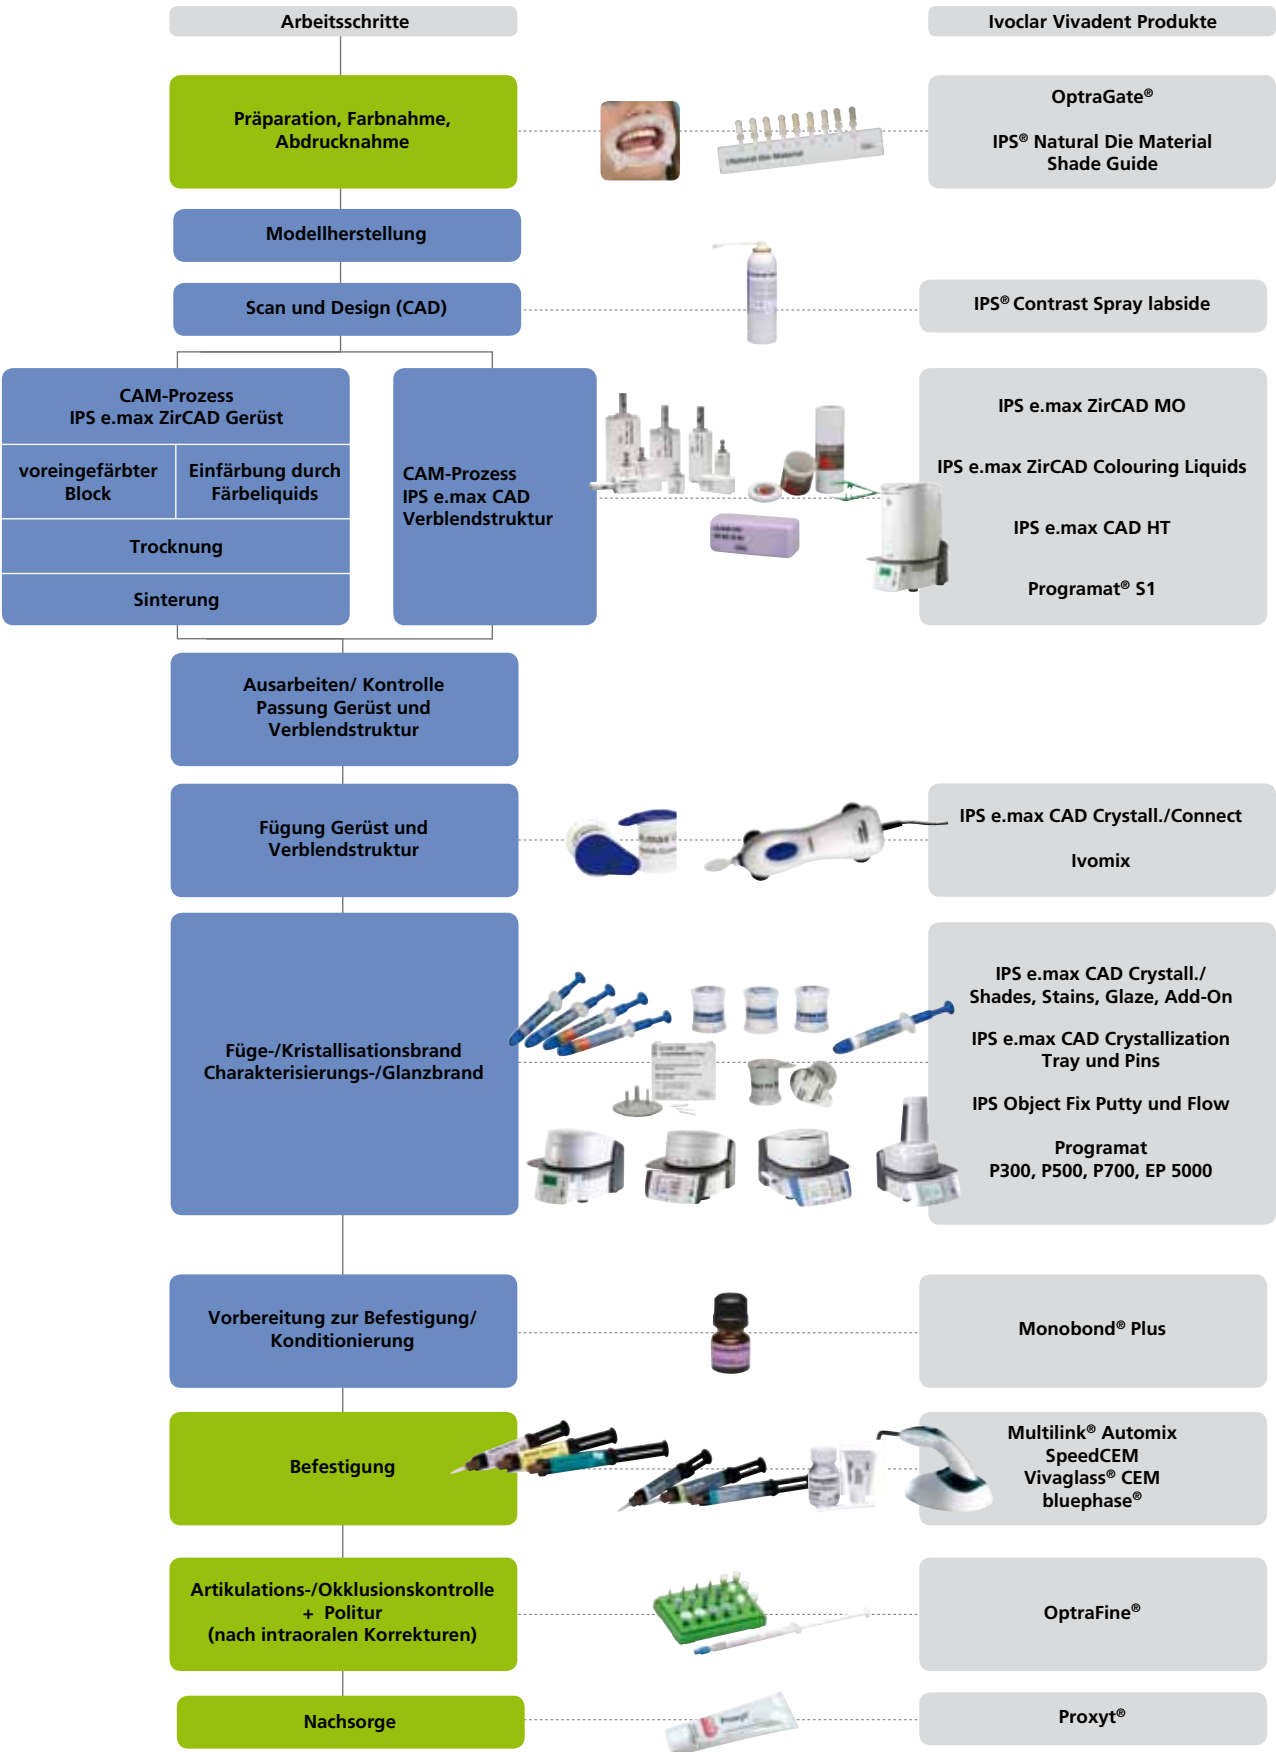 Arbeitsschritte
Ivoclar Vivadent Produkte
Präparation, Farbnahme,
Abdrucknahme
Natural Die Material
OptraGate®
IPS® Natural Die Material
Shade Guide
Modellherstellung
Scan und Design (CAD)
IPS® Contrast Spray labside
CAM-Prozess
IPS e.max ZirCAD Gerüst
voreingefärbter
Block
Einfärbung durch
Färbeliquids
Trocknung
Sinterung
CAM-Prozess
IPS e.max CAD
Verblendstruktur
IPS e.max ZirCAD MO
IPS e.max ZirCAD Colouring Liquids
IPS e.max CAD HT
Programat® S1
Ausarbeiten/ Kontrolle
Passung Gerüst und
Verblendstruktur
Fügung Gerüst und
Verblendstruktur
IPS e.max CAD Crystall./Connect
Ivomix
Füge-/Kristallisationsbrand
Charakterisierungs-/Glanzbrand
IPS e.max CAD Crystall./
Shades, Stains, Glaze, Add-On
IPS e.max CAD Crystallization
Tray und Pins
IPS Object Fix Putty und Flow
Programat
P300, P500, P700, EP 5000
Vorbereitung zur Befestigung/
Konditionierung
Monobond® Plus
Befestigung
Multilink® Automix
SpeedCEM
Vivaglass® CEM
bluephase®
Artikulations-/Okklusionskontrolle
+ Politur
(nach intraoralen Korrekturen)
OptraFine®
Nachsorge
Proxyt
Proxyt®